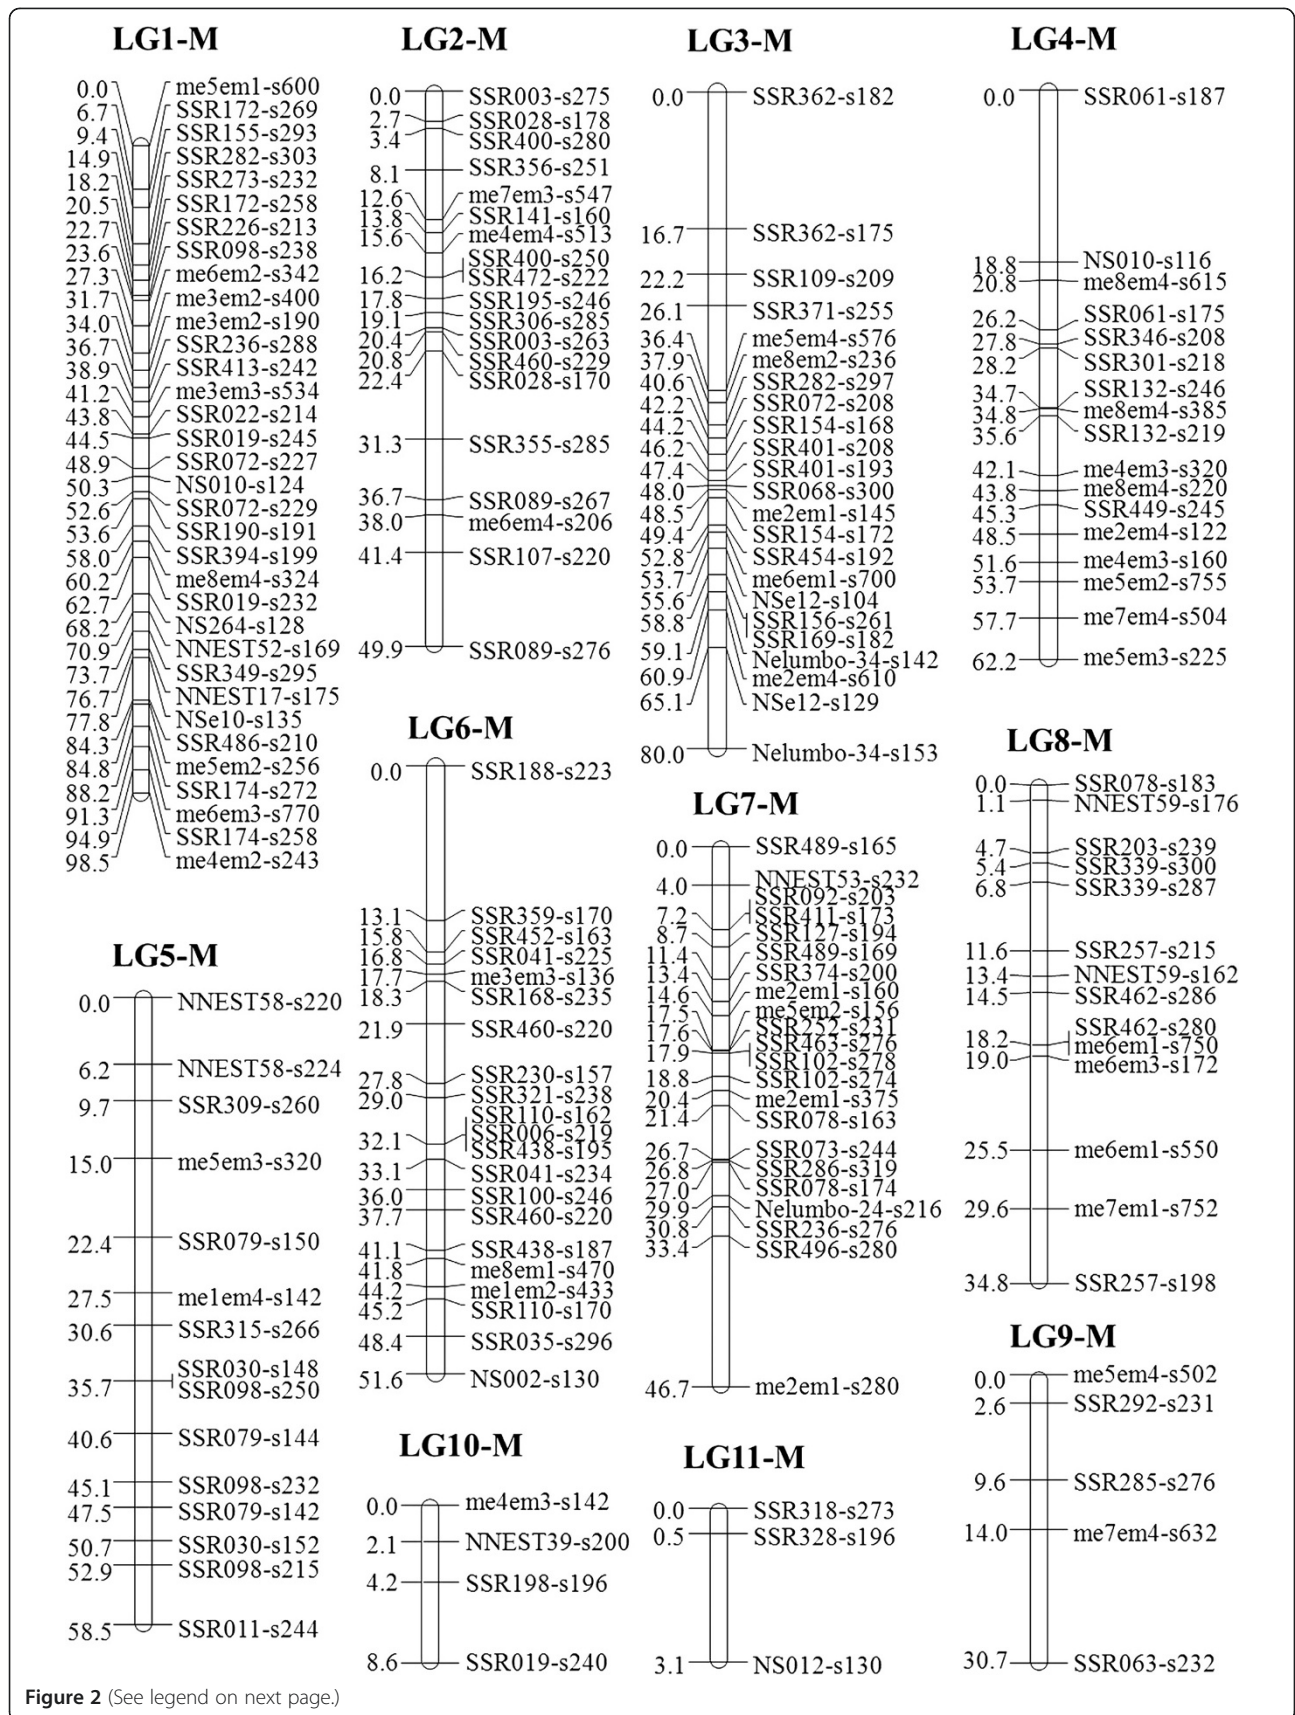 LG1-M
0.0 me5em1-s600
6.7 SSR172-s269
9.4 SSR155-s293
14.9 SSR282-s303
18.2 SSR273-s232
20.5 SSR172-s258
22.7 SSR226-s213
23.6 SSR098-s238
27.3 me6em2-s342
31.7 me3em2-s400
34.0 me3em2-s190
36.7 SSR236-s288
38.9 SSR413-s242
41.2 me3em3-s534
43.8 SSR022-s214
44.5 SSR019-s245
48.9 SSR072-s227
50.3 NS010-s124
52.6 SSR072-s229
53.6 SSR190-s191
58.0 SSR394-s199
60.2 me8em4-s324
62.7 SSR019-s232
68.2 NS264-s128
70.9 NNEST52-s169
73.7 SSR349-s295
76.7 NNEST17-s175
77.8 NSe10-s135
84.3 SSR486-s210
84.8 me5em2-s256
88.2 SSR174-s272
91.3 me6em3-s770
94.9 SSR174-s258
98.5 me4em2-s243
LG2-M
0.0 SSR003-s275
2.7 SSR028-s178
3.4 SSR400-s280
8.1 SSR356-s251
12.6 me7em3-s547
13.8 SSR141-s160
15.6 me4em4-s513
SSR400-s250
16.2 SSR472-s222
17.8 SSR195-s246
19.1 SSR306-s285
20.4 SSR003-s263
20.8 SSR460-s229
22.4 SSR028-s170
31.3 SSR355-s285
36.7 SSR089-s267
38.0 me6em4-s206
41.4 SSR107-s220
49.9 SSR089-s276
LG3-M
0.0 SSR362-s182
16.7 SSR362-s175
22.2 SSR109-s209
26.1 SSR371-s255
36.4 me5em4-s576
37.9 me8em2-s236
40.6 SSR282-s297
42.2 SSR072-s208
44.2 SSR154-s168
46.2 SSR401-s208
47.4 SSR401-s193
48.0 SSR068-s300
48.5 me2em1-s145
49.4 SSR154-s172
52.8 SSR454-s192
53.7 me6em1-s700
55.6 NSe12-s104
58.8 SSR156-s261
SSR169-s182
59.1 Nelumbo-34-s142
60.9 me2em4-s610
65.1 NSe12-s129
80.0 Nelumbo-34-s153
LG4-M
0.0 SSR061-s187
18.8 NS010-s116
20.8 me8em4-s615
26.2 SSR061-s175
27.8 SSR346-s208
28.2 SSR301-s218
34.7 SSR132-s246
34.8 me8em4-s385
35.6 SSR132-s219
42.1 me4em3-s320
43.8 me8em4-s220
45.3 SSR449-s245
48.5 me2em4-s122
51.6 me4em3-s160
53.7 me5em2-s755
57.7 me7em4-s504
62.2 me5em3-s225
LG5-M
0.0 NNEST58-s220
6.2 NNEST58-s224
9.7 SSR309-s260
15.0 me5em3-s320
22.4 SSR079-s150
27.5 me1em4-s142
30.6 SSR315-s266
SSR030-s148
35.7 SSR098-s250
40.6 SSR079-s144
45.1 SSR098-s232
47.5 SSR079-s142
50.7 SSR030-s152
52.9 SSR098-s215
58.5 SSR011-s244
LG6-M
0.0 SSR188-s223
13.1 SSR359-s170
15.8 SSR452-s163
16.8 SSR041-s225
17.7 me3em3-s136
18.3 SSR168-s235
21.9 SSR460-s220
27.8 SSR230-s157
29.0 SSR321-s238
SSR110-s162
32.1 SSR006-s219
SSR438-s195
33.1 SSR041-s234
36.0 SSR100-s246
37.7 SSR460-s220
41.1 SSR438-s187
41.8 me8em1-s470
44.2 me1em2-s433
45.2 SSR110-s170
48.4 SSR035-s296
51.6 NS002-s130
LG7-M
0.0 SSR489-s165
4.0 NNEST53-s232
SSR092-s203
7.2 SSR411-s173
8.7 SSR127-s194
11.4 SSR489-s169
13.4 SSR374-s200
14.6 me2em1-s160
17.5 me5em2-s156
17.6 SSR252-s231
17.9 SSR463-s276
SSR102-s278
18.8 SSR102-s274
20.4 me2em1-s375
21.4 SSR078-s163
26.7 SSR073-s244
26.8 SSR286-s319
27.0 SSR078-s174
29.9 Nelumbo-24-s216
30.8 SSR236-s276
33.4 SSR496-s280
46.7 me2em1-s280
LG8-M
0.0 SSR078-s183
1.1 NNEST59-s176
4.7 SSR203-s239
5.4 SSR339-s300
6.8 SSR339-s287
11.6 SSR257-s215
13.4 NNEST59-s162
14.5 SSR462-s286
SSR462-s280
18.2 me6em1-s750
19.0 me6em3-s172
25.5 me6em1-s550
29.6 me7em1-s752
34.8 SSR257-s198
LG9-M
0.0 me5em4-s502
2.6 SSR292-s231
9.6 SSR285-s276
14.0 me7em4-s632
30.7 SSR063-s232
LG10-M
0.0 me4em3-s142
2.1 NNEST39-s200
4.2 SSR198-s196
8.6 SSR019-s240
LG11-M
0.0 SSR318-s273
0.5 SSR328-s196
3.1 NS012-s130
Figure 2 (See legend on next page.)